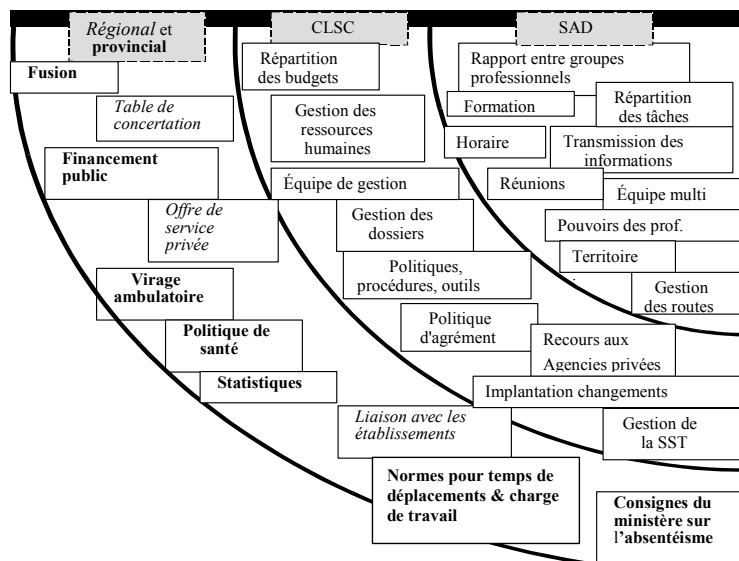 Régional et
provincial
CLSC
SAD
Fusion
Table de
concertation
Financement
public
Offre de
service
privée
Virage
ambulatoire
Politique de
santé
Statistiques
Liaison avec les
établissements
Normes pour temps de
déplacements & charge
de travail
Consignes du
ministère sur
l'absentéisme
Répartition
des budgets
Gestion des
ressources
humaines
Équipe de gestion
Gestion des
dossiers
Politiques,
procédures, outils
Politique
d'agrément
Recours aux
Agencies privées
Implantation changements
Gestion de
la SST
Rapport entre groupes
professionnels
Formation
Répartition
des tâches
Horaire
Transmission des
informations
Réunions
Équipe multi
Pouvoirs des prof.
Territoire
Gestion
des routes